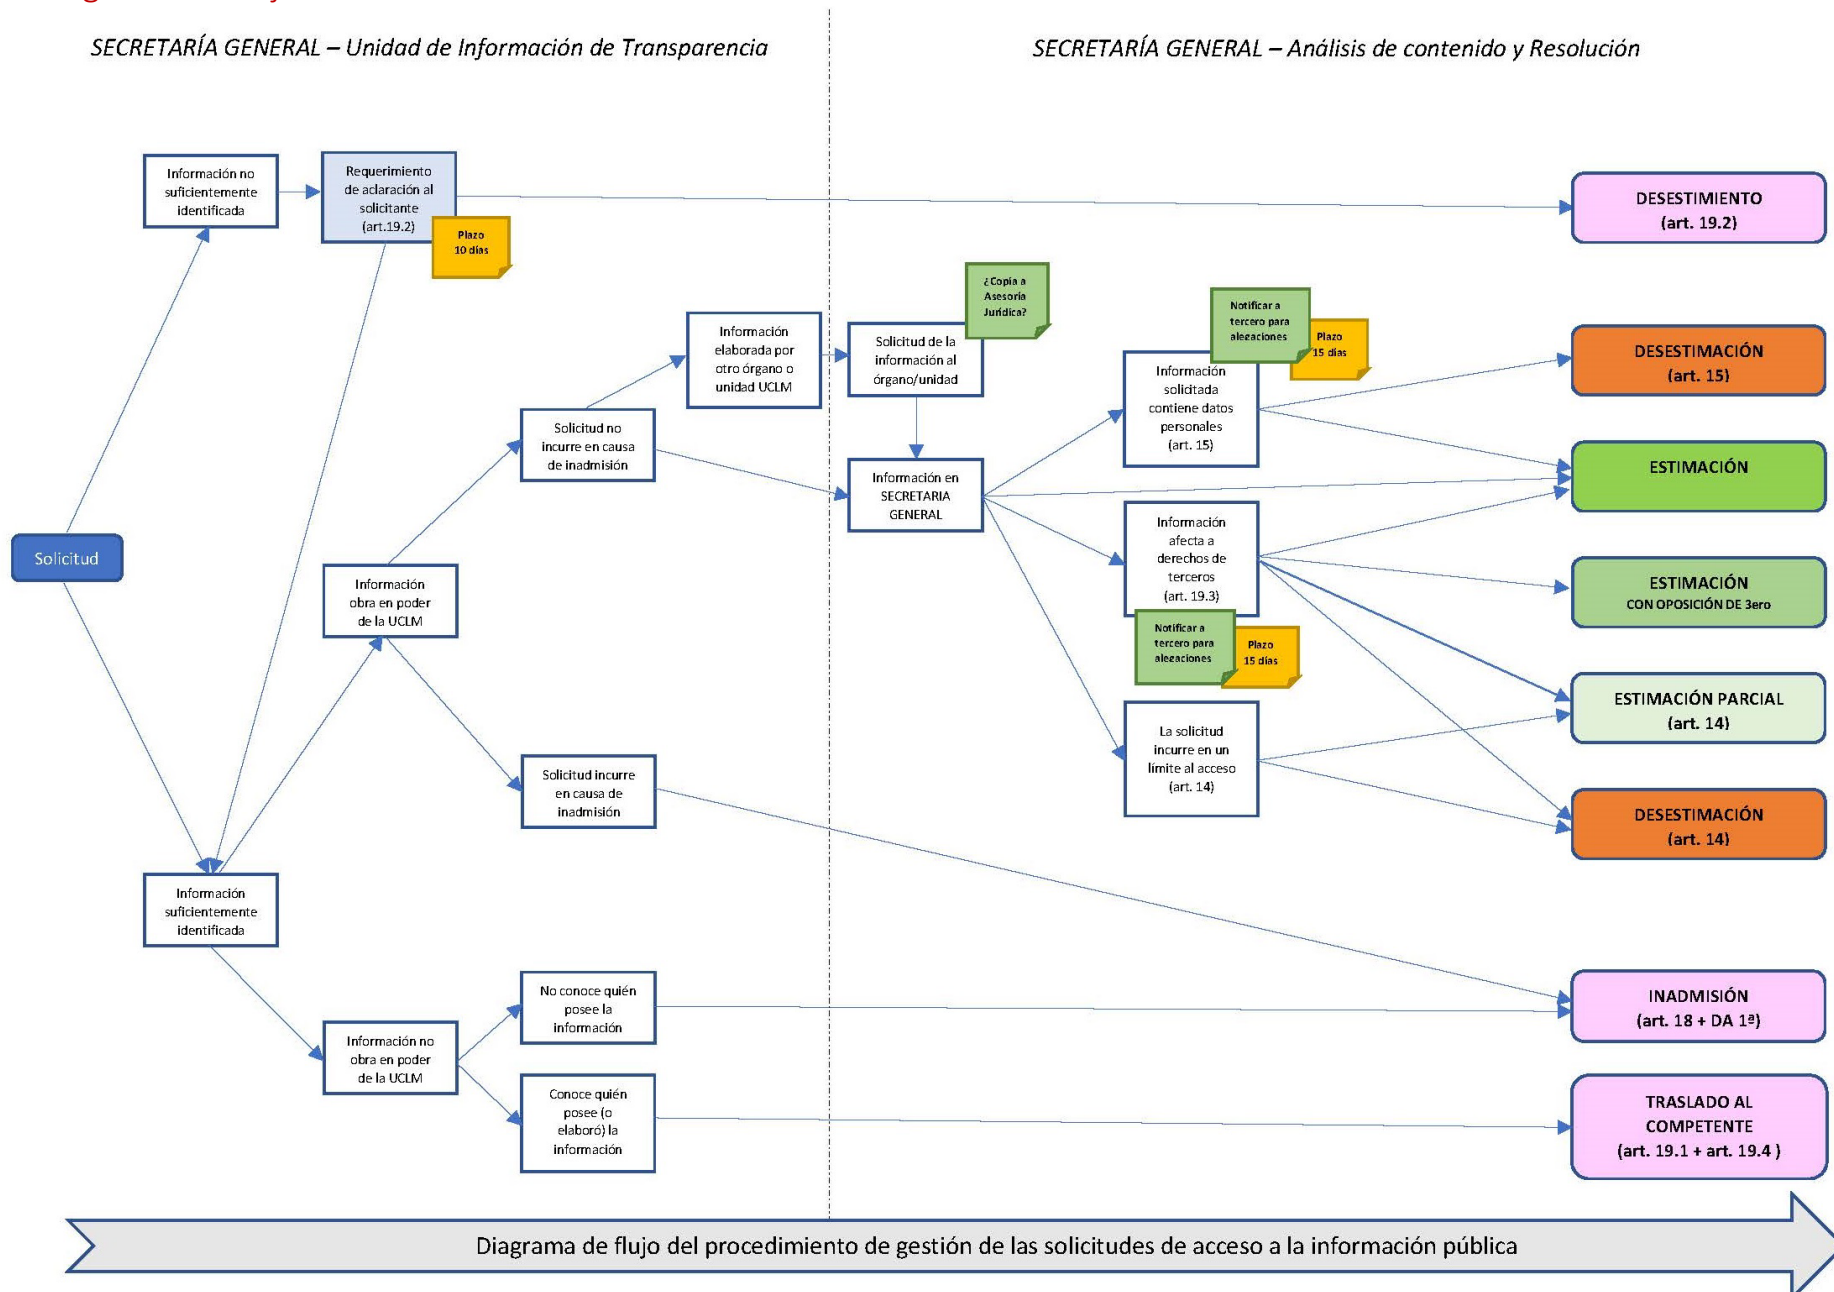 SECRETARÍA GENERAL – Unidad de Información de Transparencia
SECRETARÍA GENERAL – Análisis de contenido y Resolución
Información no
suficientemente
identificada
Requerimiento
de aclaración al
solicitante
(art.19.2)
Plazo
10 días
DESESTIMIENTO
(art. 19.2)
Información
elaborada por
otro órgano o
unidad UCLM
Solicitud de la
información al
órgano/unidad
¿Copia a
Asesoría
Jurídica?
Notificar a
tercero para
alegaciones
Plazo
15 días
Información
solicitada
contiene datos
personales
(art. 15)
DESESTIMACIÓN
(art. 15)
Solicitud no
incurre en causa
de inadmisión
Información en
SECRETARIA
GENERAL
ESTIMACIÓN
Solicitud
Información
obra en poder
de la UCLM
Información
afecta a
derechos de
terceros
(art. 19.3)
Notificar a
tercero para
alegaciones
Plazo
15 días
ESTIMACIÓN
CON OPOSICIÓN DE 3ero
ESTIMACIÓN PARCIAL
(art. 14)
Solicitud incurre
en causa de
inadmisión
La solicitud
incurre en un
límite al acceso
(art. 14)
DESESTIMACIÓN
(art. 14)
Información
suficientemente
identificada
No conoce quién
posee la
información
INADMISIÓN
(art. 18 + DA 1ª)
Información no
obra en poder
de la UCLM
Conoce quién
posee (o
elaboró) la
información
TRASLADO AL
COMPETENTE
(art. 19.1 + art. 19.4 )
Diagrama de flujo del procedimiento de gestión de las solicitudes de acceso a la información pública